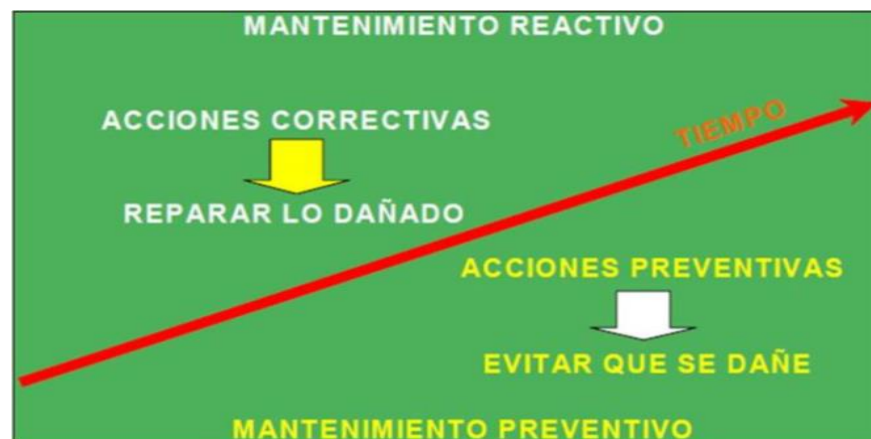 MANTENIMIENTO REACTIVO
ACCIONES CORRECTIVAS
TIEMPO
REPARAR LO DAÑADO
ACCIONES PREVENTIVAS
EVITAR QUE SE DAÑE
MANTENIMIENTO PREVENTIVO